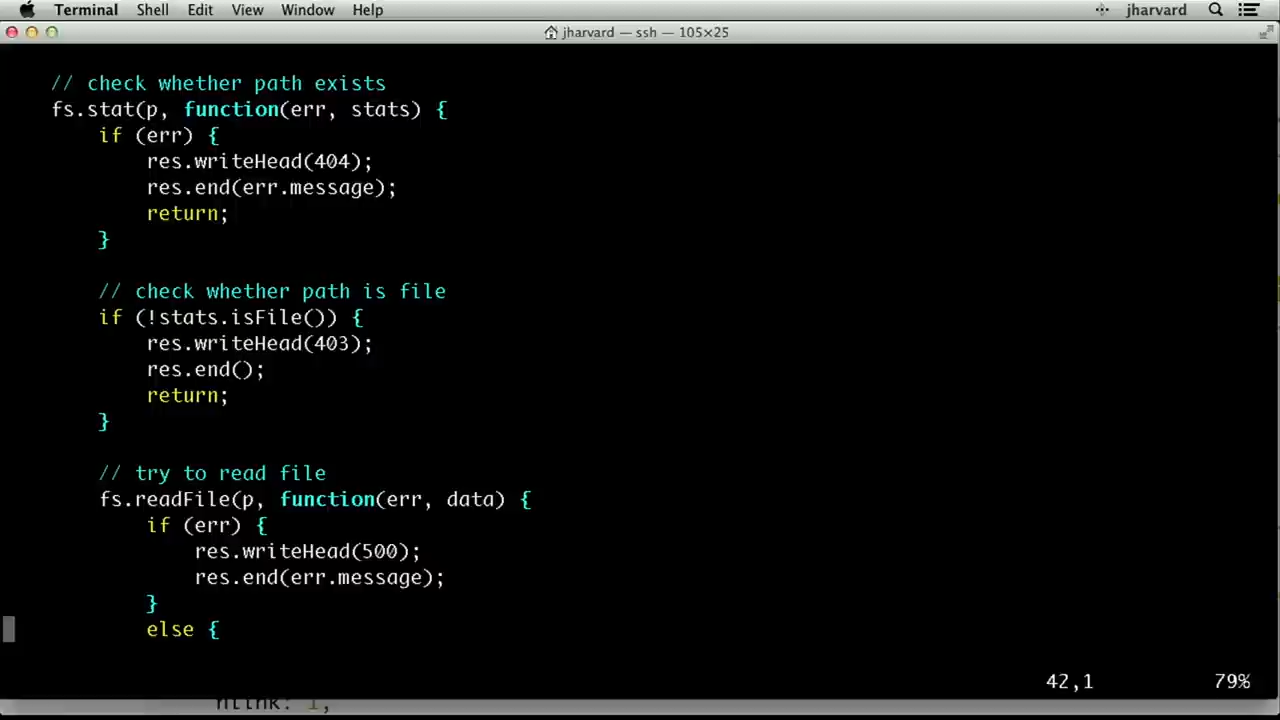 Terminal Shell Edit View Window Help jharvard
jharvard — ssh — 105×25
// check whether path exists
fs.stat(p, function(err, stats) {
if (err) {
res.writeHead(404);
res.end(err.message);
return;
}
// check whether path is file
if (!stats.isFile()) {
res.writeHead(403);
res.end();
return;
}
// try to read file
fs.readFile(p, function(err, data) {
if (err) {
res.writeHead(500);
res.end(err.message);
}
else {
42,1 79%
nlink: 1,